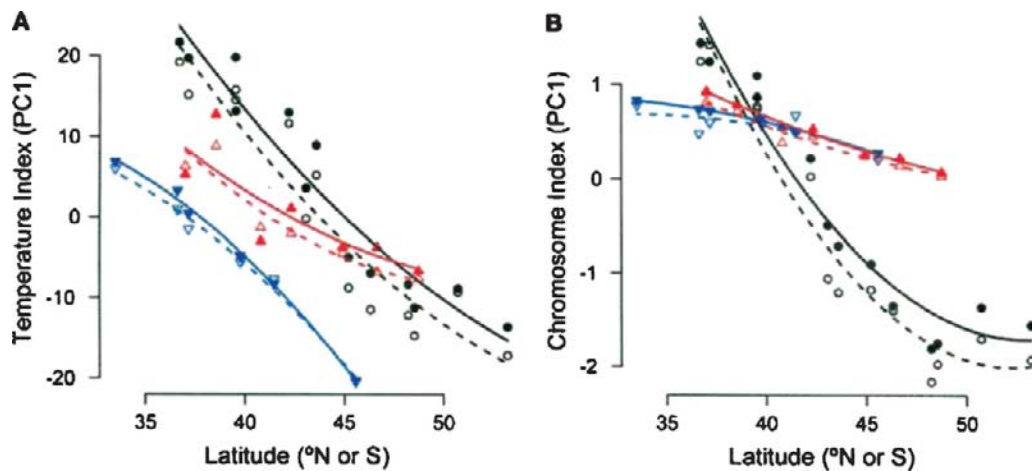 A
B
Temperature Index (PC1)
20
10
0
-10
-20
35
40
45
50
Latitude (ºN or S)
Chromosome Index (PC1)
1
0
-1
-2
35
40
45
50
Latitude (ºN or S)